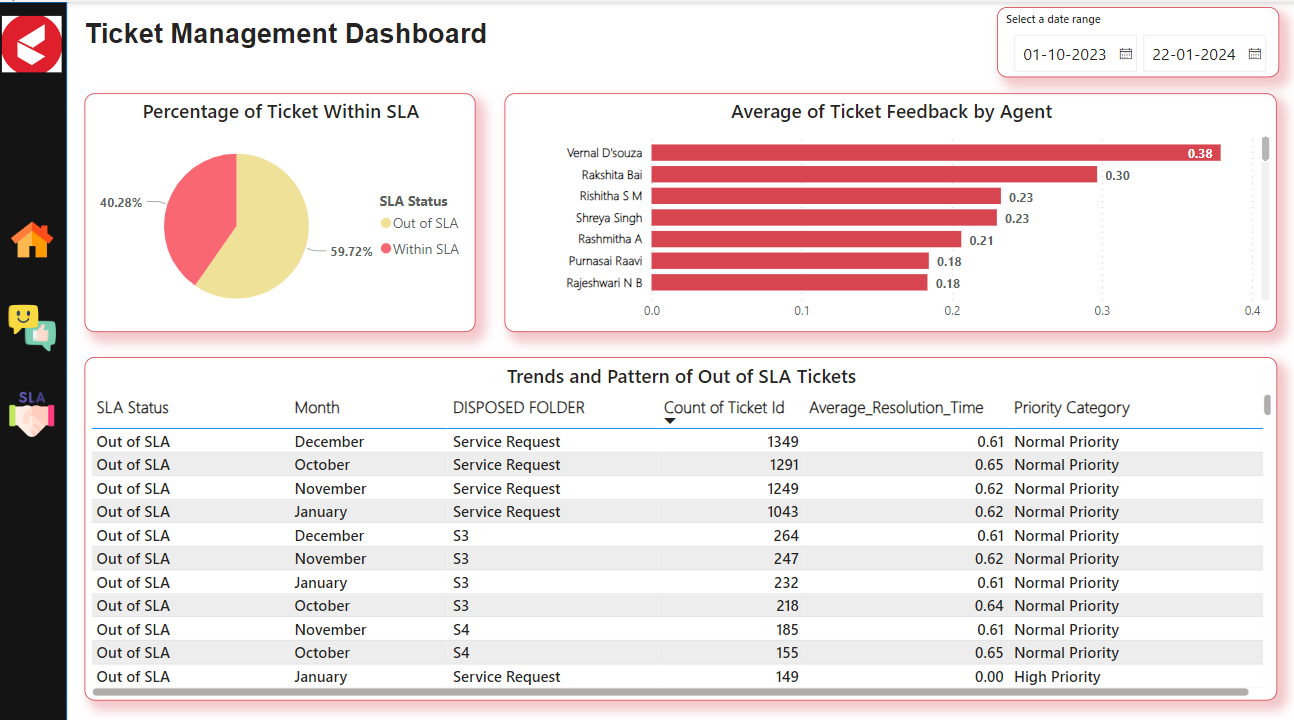 Ticket Management Dashboard
Select a date range
01-10-2023 22-01-2024
Percentage of Ticket Within SLA
40.28%
59.72%
SLA Status
Out of SLA
Within SLA
Average of Ticket Feedback by Agent
Vernal D'souza 0.38
Rakshita Bai 0.30
Rishitha S M 0.23
Shreya Singh 0.23
Rashmitha A 0.21
Purnasai Raavi 0.18
Rajeshwari N B 0.18
0.0 0.1 0.2 0.3 0.4
SLA
Trends and Pattern of Out of SLA Tickets
SLA Status Month DISPOSED FOLDER Count of Ticket Id Average_Resolution_Time Priority Category
Out of SLA December Service Request 1349 0.61 Normal Priority
Out of SLA October Service Request 1291 0.65 Normal Priority
Out of SLA November Service Request 1249 0.62 Normal Priority
Out of SLA January Service Request 1043 0.62 Normal Priority
Out of SLA December S3 264 0.61 Normal Priority
Out of SLA November S3 247 0.62 Normal Priority
Out of SLA January S3 232 0.61 Normal Priority
Out of SLA October S3 218 0.64 Normal Priority
Out of SLA November S4 185 0.61 Normal Priority
Out of SLA October S4 155 0.65 Normal Priority
Out of SLA January Service Request 149 0.00 High Priority